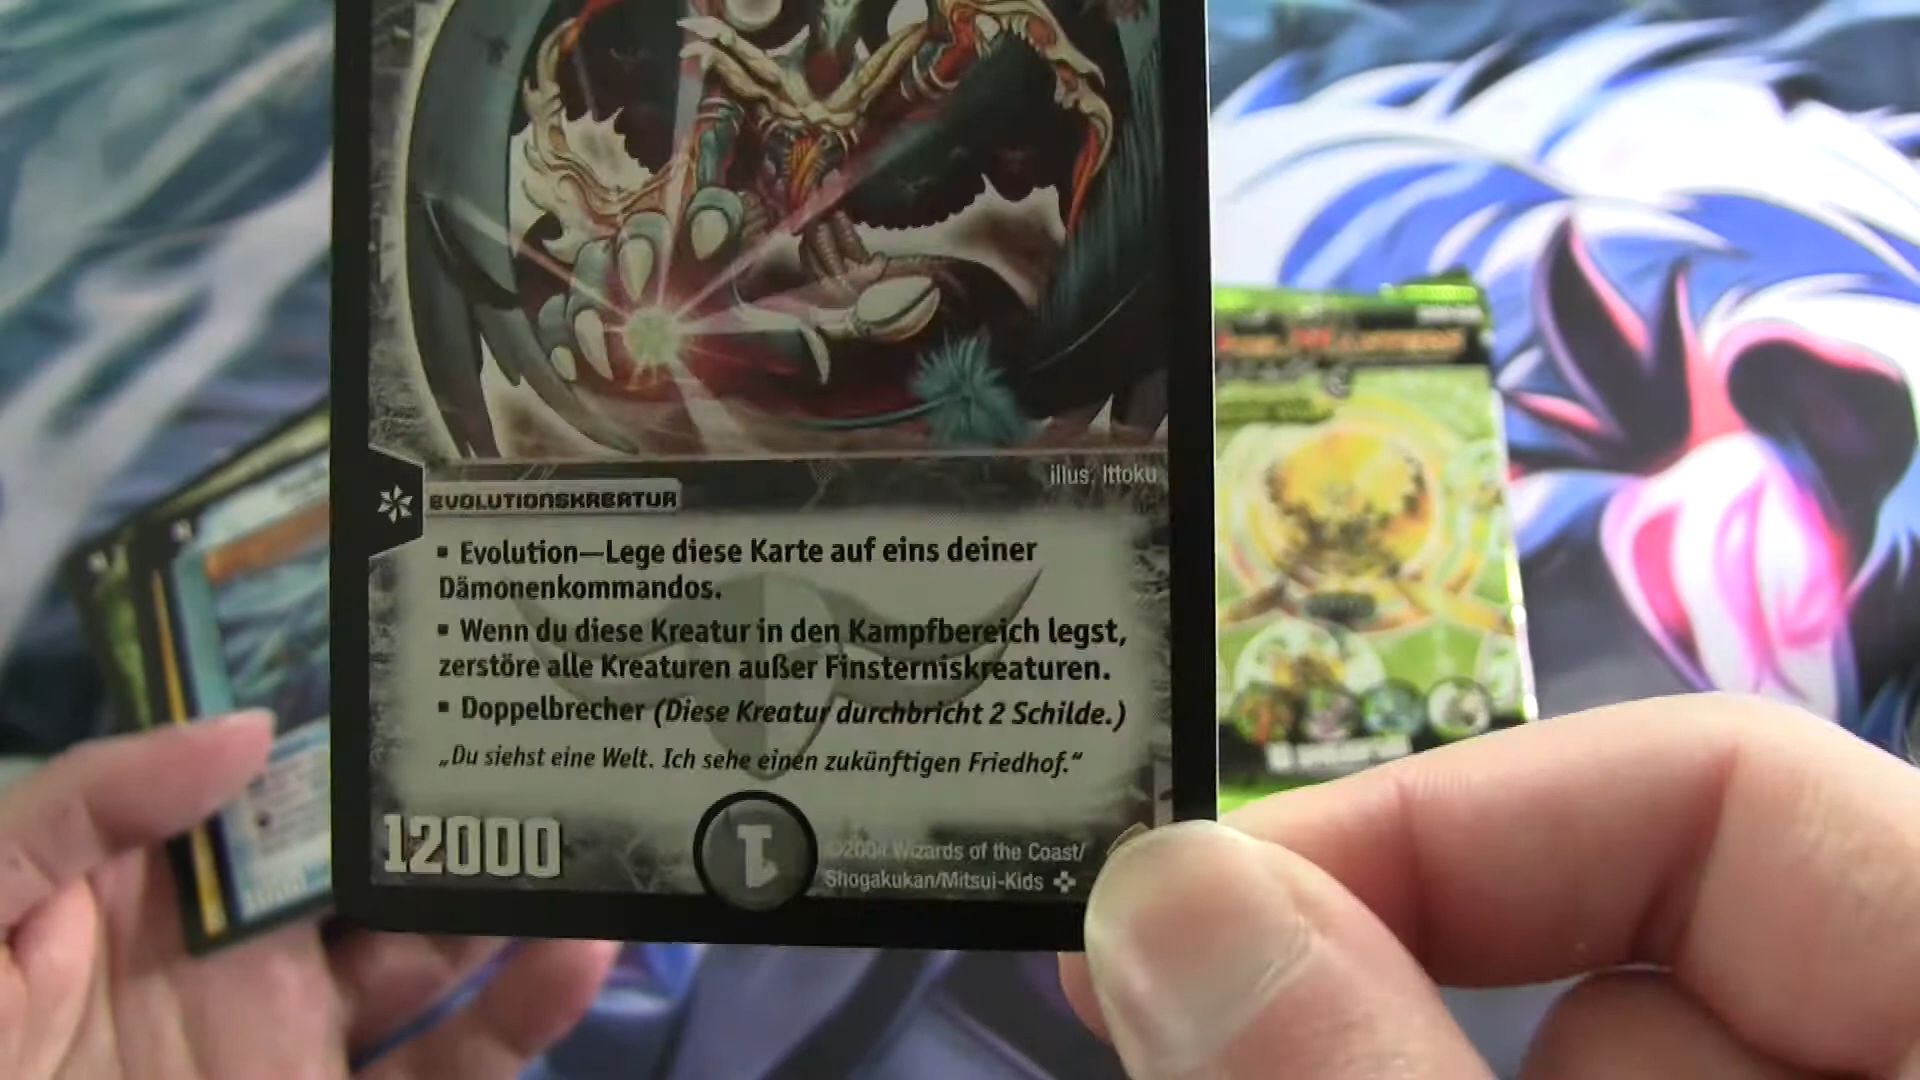 illus. Ittoku
EVOLUTIONSKREATUR
▪ Evolution—Lege diese Karte auf eins deiner
Dämonenkommandos.
▪ Wenn du diese Kreatur in den Kampfbereich legst,
zerstöre alle Kreaturen außer Finsterniskreaturen.
▪ Doppelbrecher (Diese Kreatur durchbricht 2 Schilde.)
„Du siehst eine Welt. Ich sehe einen zukünftigen Friedhof.“
12000
1
©2004 Wizards of the Coast/
Shogakukan/Mitsui-Kids